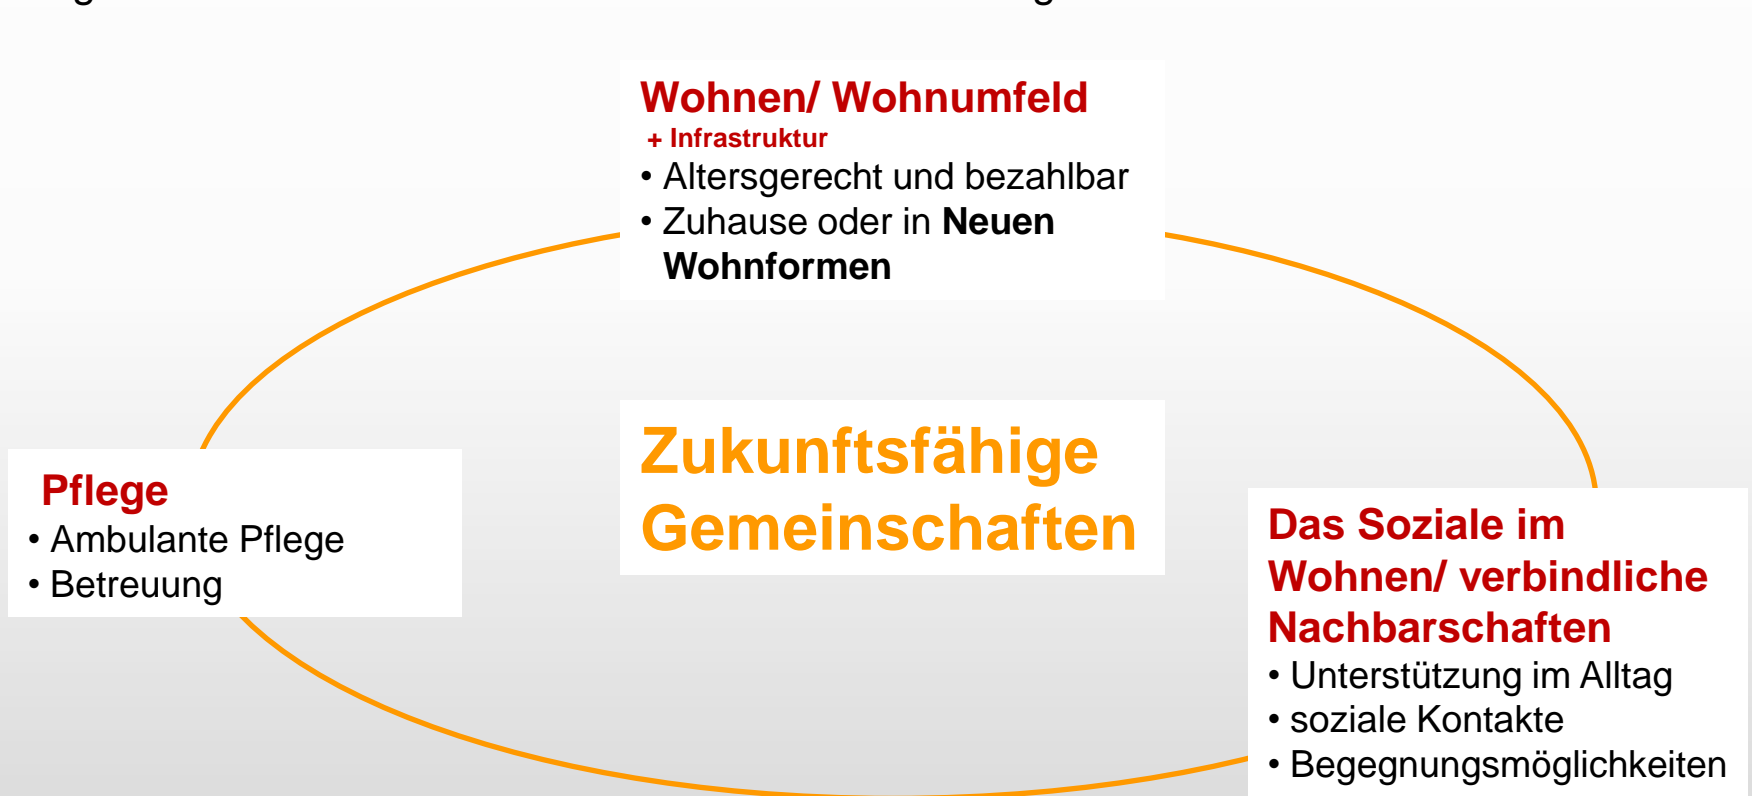 Wohnen/ Wohnumfeld
+ Infrastruktur
• Altersgerecht und bezahlbar
• Zuhause oder in Neuen
Wohnformen
Zukunftsfähige
Gemeinschaften
Pflege
• Ambulante Pflege
• Betreuung
Das Soziale im
Wohnen/ verbindliche
Nachbarschaften
• Unterstützung im Alltag
• soziale Kontakte
• Begegnungsmöglichkeiten